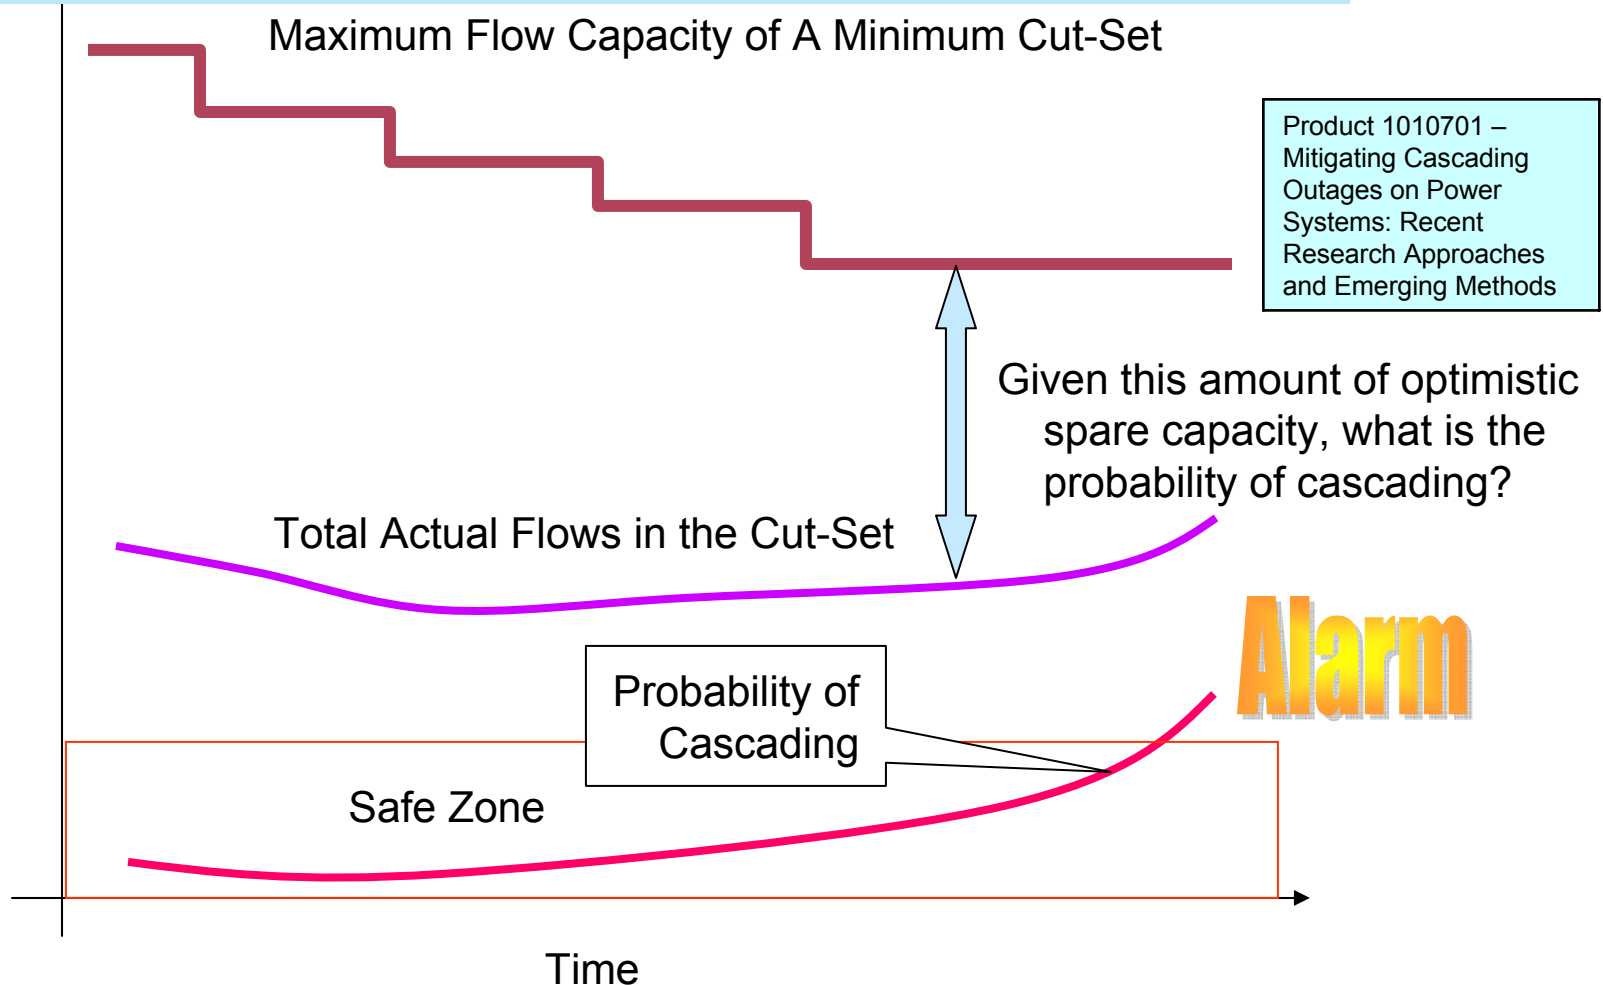 Maximum Flow Capacity of A Minimum Cut-Set
Product 1010701 –
Mitigating Cascading
Outages on Power
Systems: Recent
Research Approaches
and Emerging Methods
Given this amount of optimistic
spare capacity, what is the
probability of cascading?
Total Actual Flows in the Cut-Set
Alarm
Probability of
Cascading
Safe Zone
Time